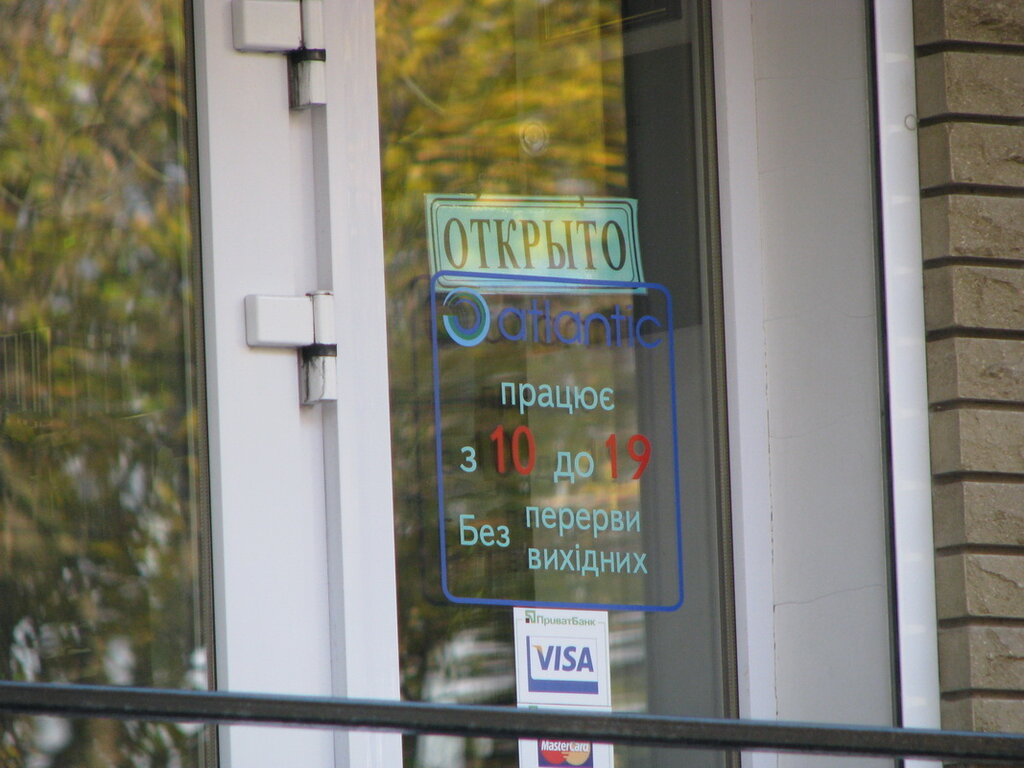 ОТКРЫТО
atlantic
працює
з 10 до 19
Без перерви
вихідних
ПриватБанк
VISA
MasterCard